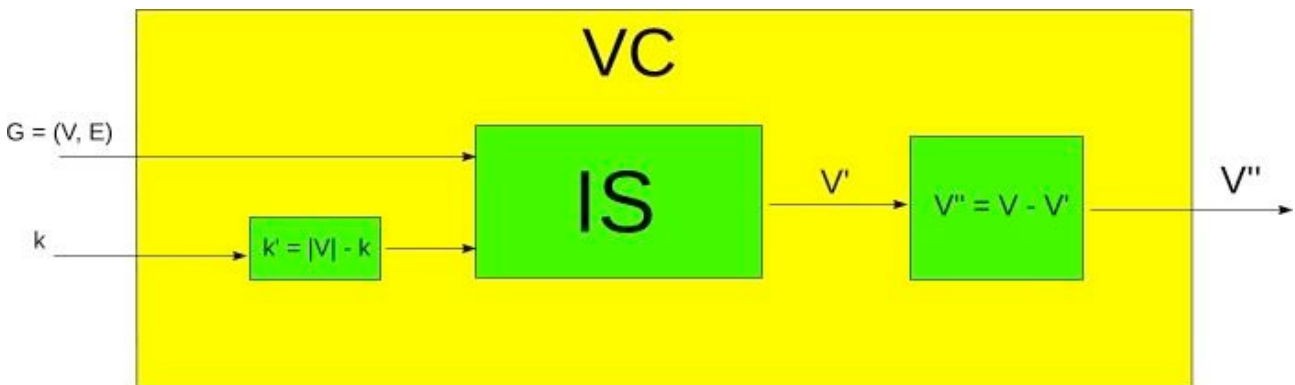 VC
G = (V, E)
k
k' = |V| - k
IS
V'
V" = V - V'
V"